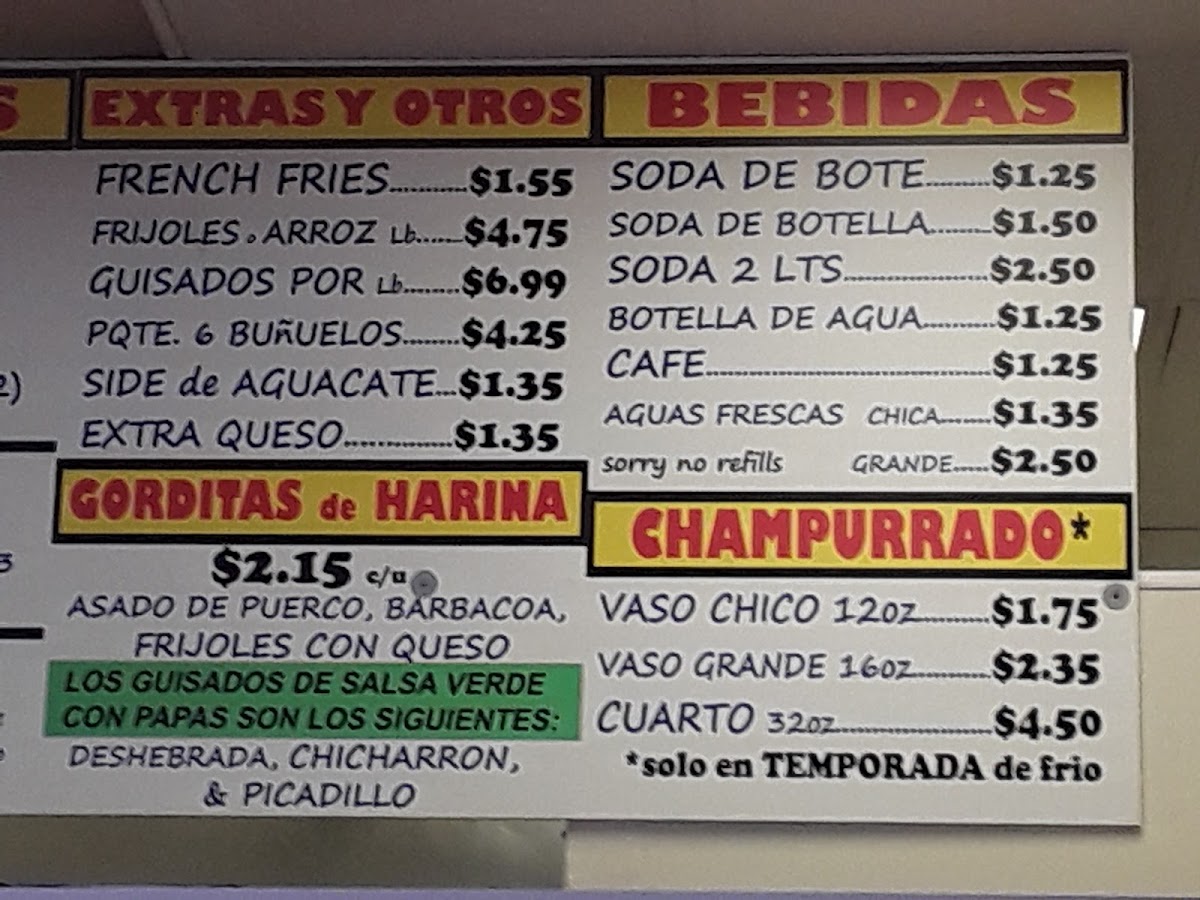 S
2)
3
EXTRAS Y OTROS
FRENCH FRIES..........$1.55
FRIJOLES o ARROZ Lb......$4.75
GUISADOS POR Lb........$6.99
PQTE. 6 BUñUELOS........$4.25
SIDE de AGUACATE...$1.35
EXTRA QUESO...............$1.35
GORDITAS de HARINA
$2.15 c/u
ASADO DE PUERCO, BARBACOA,
FRIJOLES CON QUESO
LOS GUISADOS DE SALSA VERDE
CON PAPAS SON LOS SIGUIENTES:
DESHEBRADA, CHICHARRON,
& PICADILLO
BEBIDAS
SODA DE BOTE.........$1.25
SODA DE BOTELLA.........$1.50
SODA 2 LTS....................$2.50
BOTELLA DE AGUA..........$1.25
CAFE........................................$1.25
AGUAS FRESCAS CHICA.......$1.35
sorry no refills GRANDE.....$2.50
CHAMPURRADO*
VASO CHICO 12oz..........$1.75
VASO GRANDE 16oz..........$2.35
CUARTO 32oz.....................$4.50
*solo en TEMPORADA de frio